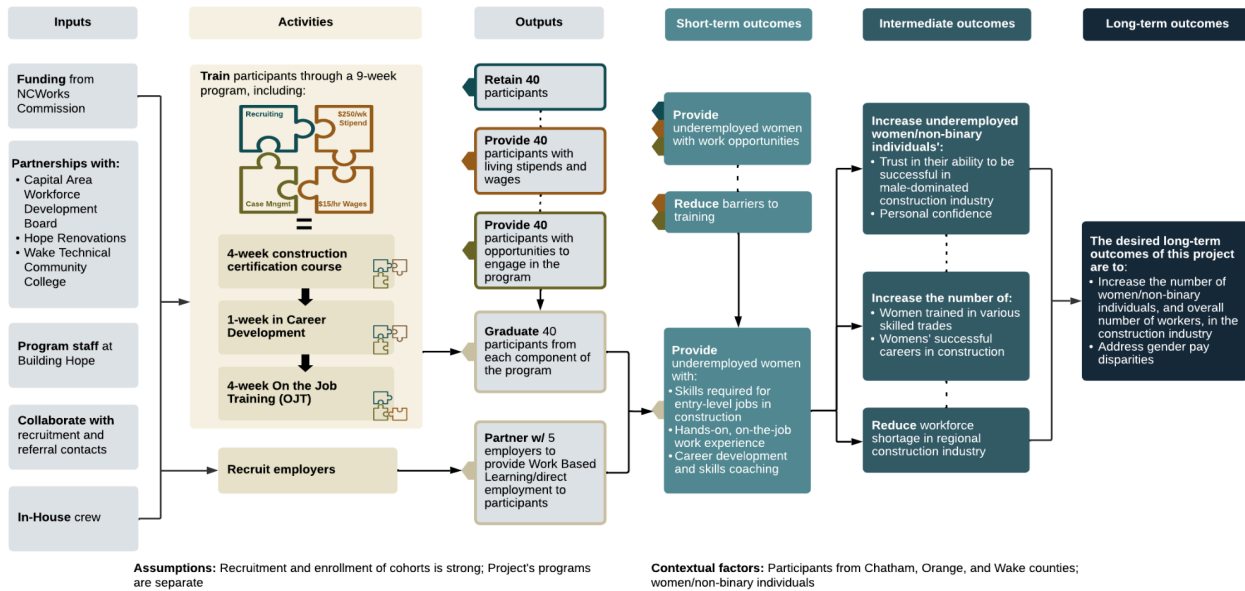 Inputs
Activities
Outputs
Short-term outcomes
Intermediate outcomes
Long-term outcomes
Funding from
NCWorks
Commission
Partnerships with:
• Capital Area
Workforce
Development
Board
• Hope Renovations
• Wake Technical
Community
College
Program staff at
Building Hope
Collaborate with
recruitment and
referral contacts
In-House crew
Train participants through a 9-week
program, including:
Recruiting
$250/wk
Stipend
Case Mngmt
$15/hr Wages
=
4-week construction
certification course
1-week in Career
Development
4-week On the Job
Training (OJT)
Recruit employers
Retain 40
participants
Provide 40
participants with
living stipends and
wages
Provide 40
participants with
opportunities to
engage in the
program
Graduate 40
participants from
each component of
the program
Partner w/ 5
employers to
provide Work Based
Learning/direct
employment to
participants
Provide
underemployed women
with work opportunities
Reduce barriers to
training
Provide
underemployed women
with:
• Skills required for
entry-level jobs in
construction
• Hands-on, on-the-job
work experience
• Career development
and skills coaching
Increase underemployed
women/non-binary
individuals':
• Trust in their ability to be
successful in
male-dominated
construction industry
• Personal confidence
Increase the number of:
• Women trained in various
skilled trades
• Womens' successful
careers in construction
Reduce workforce
shortage in regional
construction industry
The desired long-term
outcomes of this project
are to:
• Increase the number of
women/non-binary
individuals, and overall
number of workers, in the
construction industry
• Address gender pay
disparities
Assumptions: Recruitment and enrollment of cohorts is strong; Project's programs
are separate
Contextual factors: Participants from Chatham, Orange, and Wake counties;
women/non-binary individuals